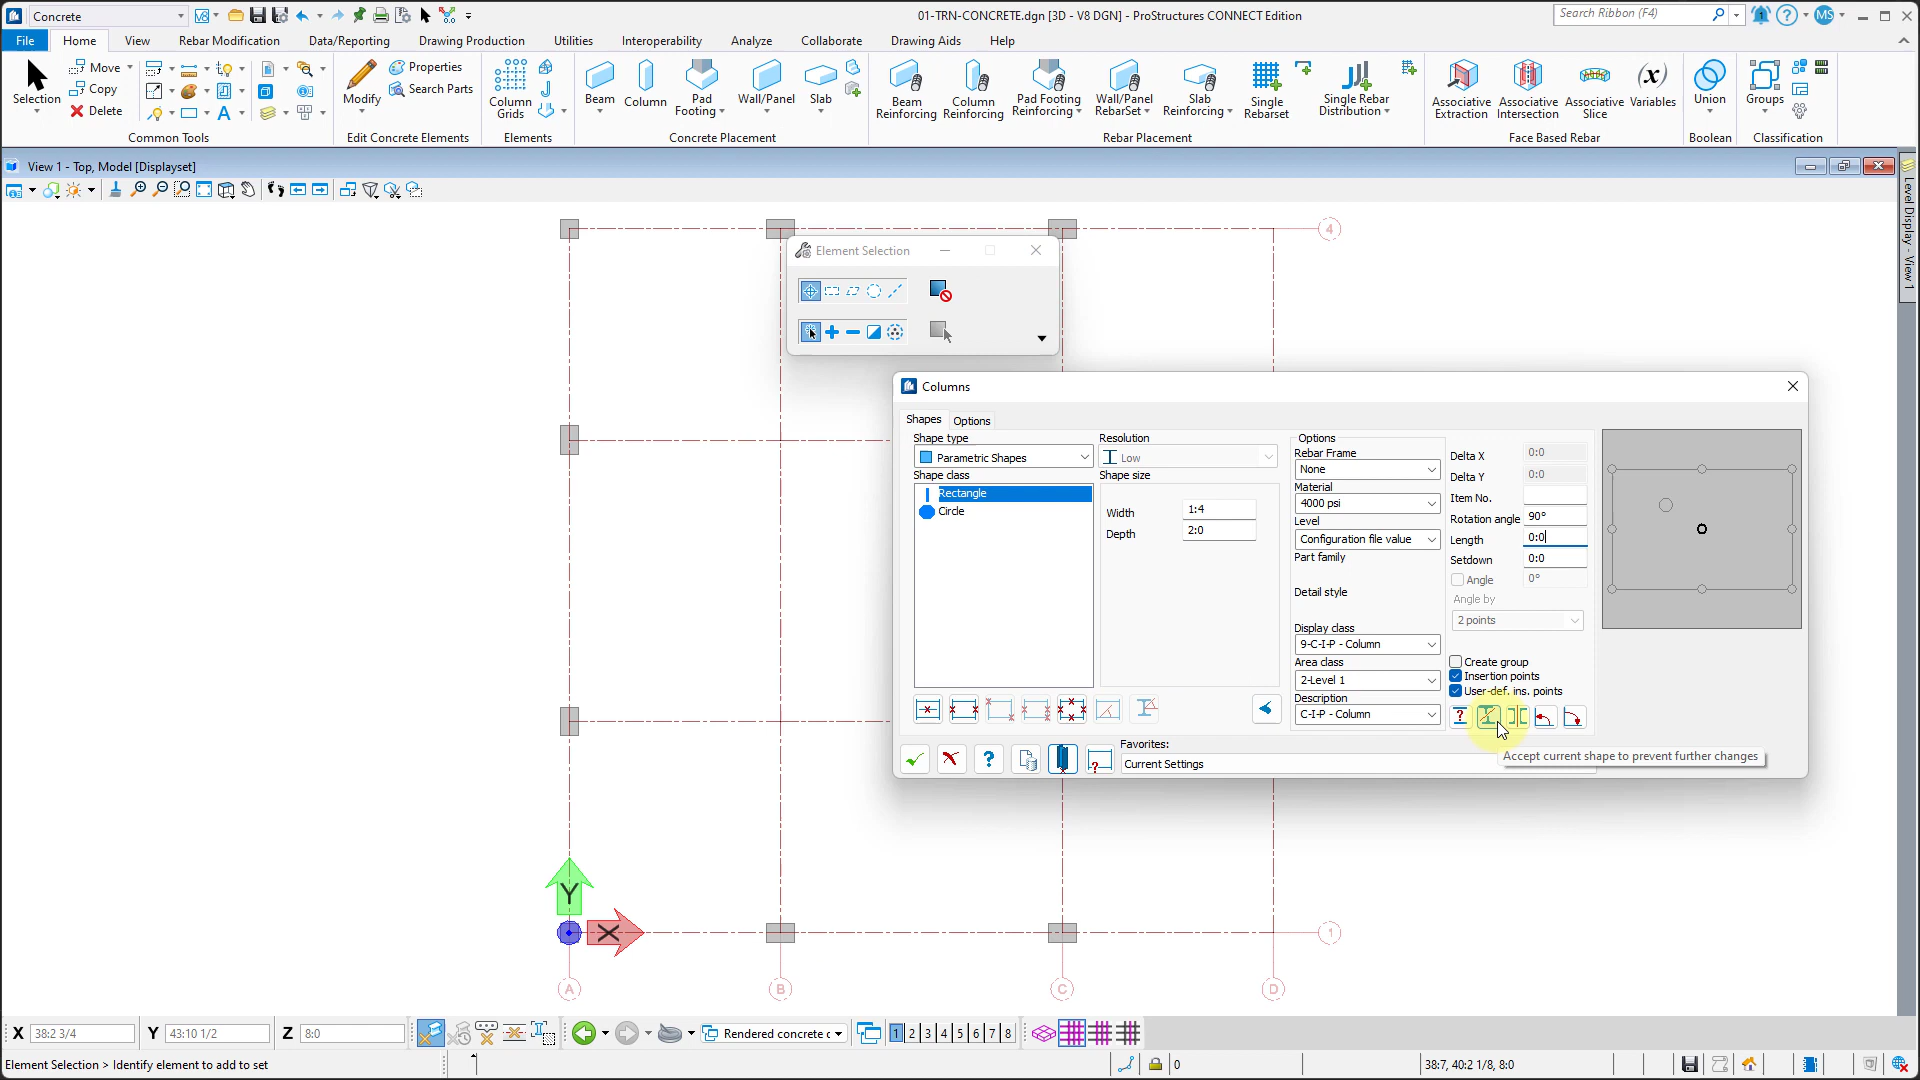 Concrete
01-TRN-CONCRETE.dgn [3D - V8 DGN] - ProStructures CONNECT Edition
Search Ribbon (F4)
MS
File
Home
View
Rebar Modification
Data/Reporting
Drawing Production
Utilities
Interoperability
Analyze
Collaborate
Drawing Aids
Help
Selection
Move
Copy
Delete
Common Tools
Modify
Properties
Search Parts
Edit Concrete Elements
Column Grids
Elements
Beam
Column
Pad Footing
Wall/Panel
Slab
Concrete Placement
Beam Reinforcing
Column Reinforcing
Pad Footing Reinforcing
Wall/Panel RebarSet
Slab Reinforcing
Single Rebarset
Single Rebar Distribution
Rebar Placement
Associative Extraction
Associative Intersection
Associative Slice
Variables
Face Based Rebar
Union
Boolean
Groups
Classification
View 1 - Top, Model [Displayset]
Level Display - View 1
4
Element Selection
Columns
Shapes
Options
Shape type
Parametric Shapes
Shape class
Rectangle
Circle
Resolution
Low
Shape size
Width 1:4
Depth 2:0
Options
Rebar Frame
None
Material
4000 psi
Level
Configuration file value
Part family
Detail style
Display class
9-C-I-P - Column
Area class
2-Level 1
Description
C-I-P - Column
Delta X 0:0
Delta Y 0:0
Item No.
Rotation angle 90°
Length 0:0
Setdown 0:0
Angle 0°
Angle by
2 points
Create group
Insertion points
User-def. ins. points
Favorites:
Current Settings
Accept current shape to prevent further changes
Y
X
1
A
B
C
D
X 38:2 3/4 Y 43:10 1/2 Z 8:0
Rendered concrete c
1 2 3 4 5 6 7 8
Element Selection > Identify element to add to set
0
38:7, 40:2 1/8, 8:0